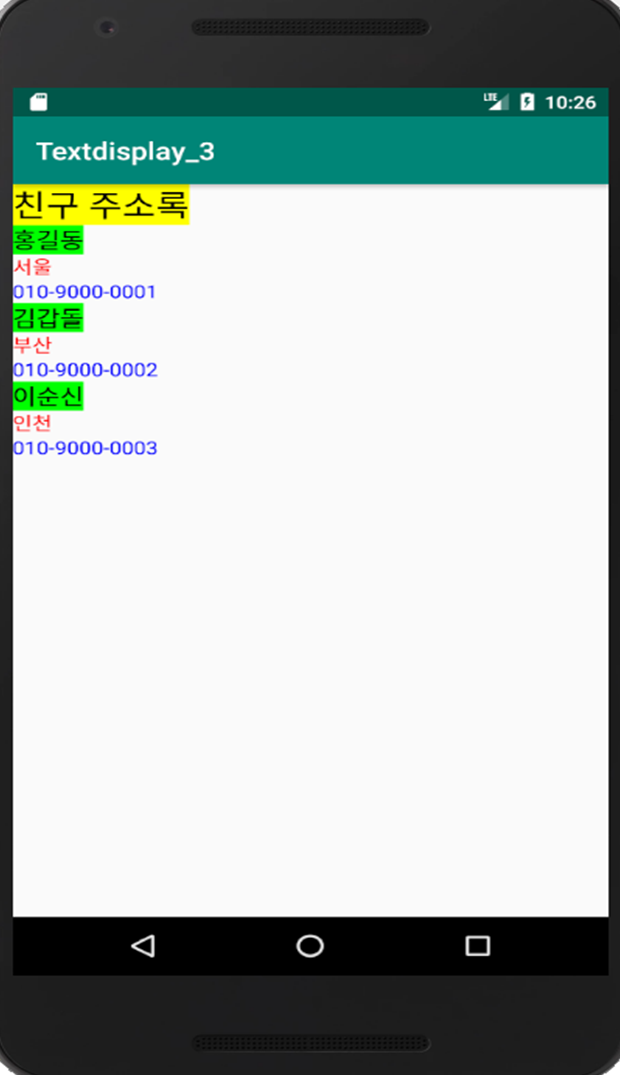 LTE 10:26
Textdisplay_3
친구 주소록
홍길동
서울
010-9000-0001
김갑돌
부산
010-9000-0002
이순신
인천
010-9000-0003